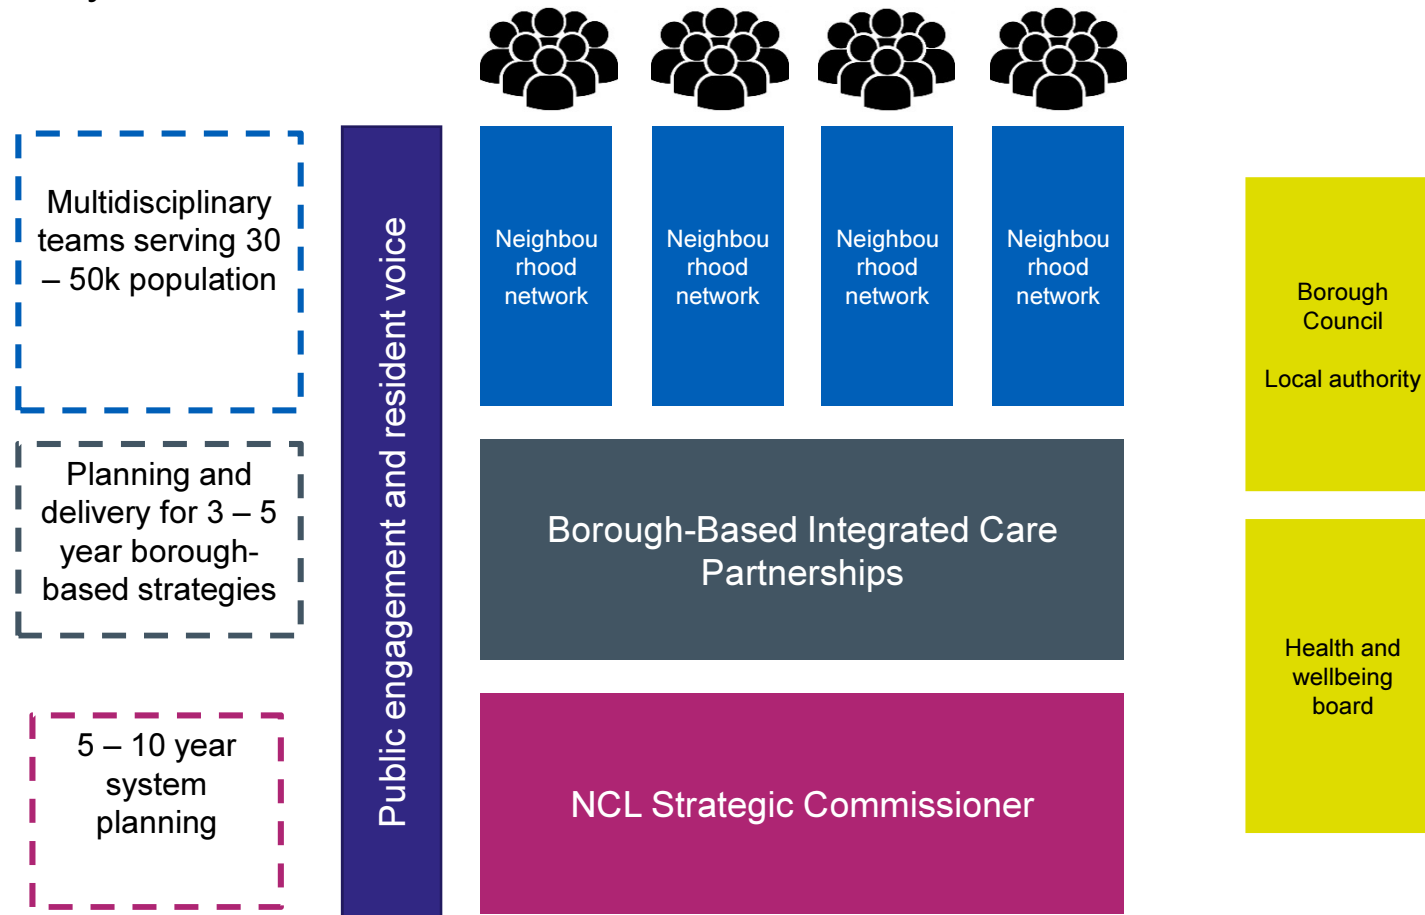 Multidisciplinary
teams serving 30
– 50k population
Planning and
delivery for 3 – 5
year borough-
based strategies
5 – 10 year
system
planning
Public engagement and resident voice
Neighbou
rhood
network
Neighbou
rhood
network
Neighbou
rhood
network
Neighbou
rhood
network
Borough-Based Integrated Care
Partnerships
NCL Strategic Commissioner
Borough
Council
Local authority
Health and
wellbeing
board